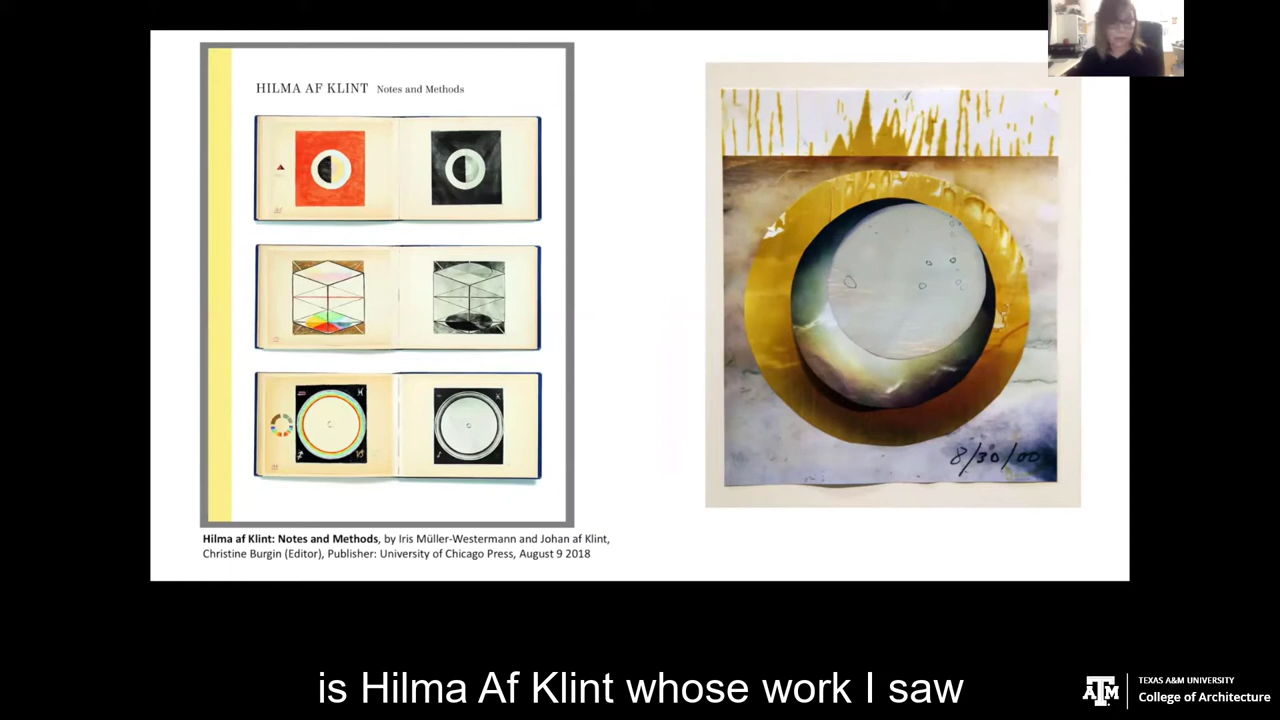 HILMA AF KLINT Notes and Methods
8/30/00
Hilma af Klint: Notes and Methods, by Iris Müller-Westermann and Johan af Klint,
Christine Burgin (Editor), Publisher: University of Chicago Press, August 9 2018
is Hilma Af Klint whose work I saw
ATM
TEXAS A&M UNIVERSITY
College of Architecture